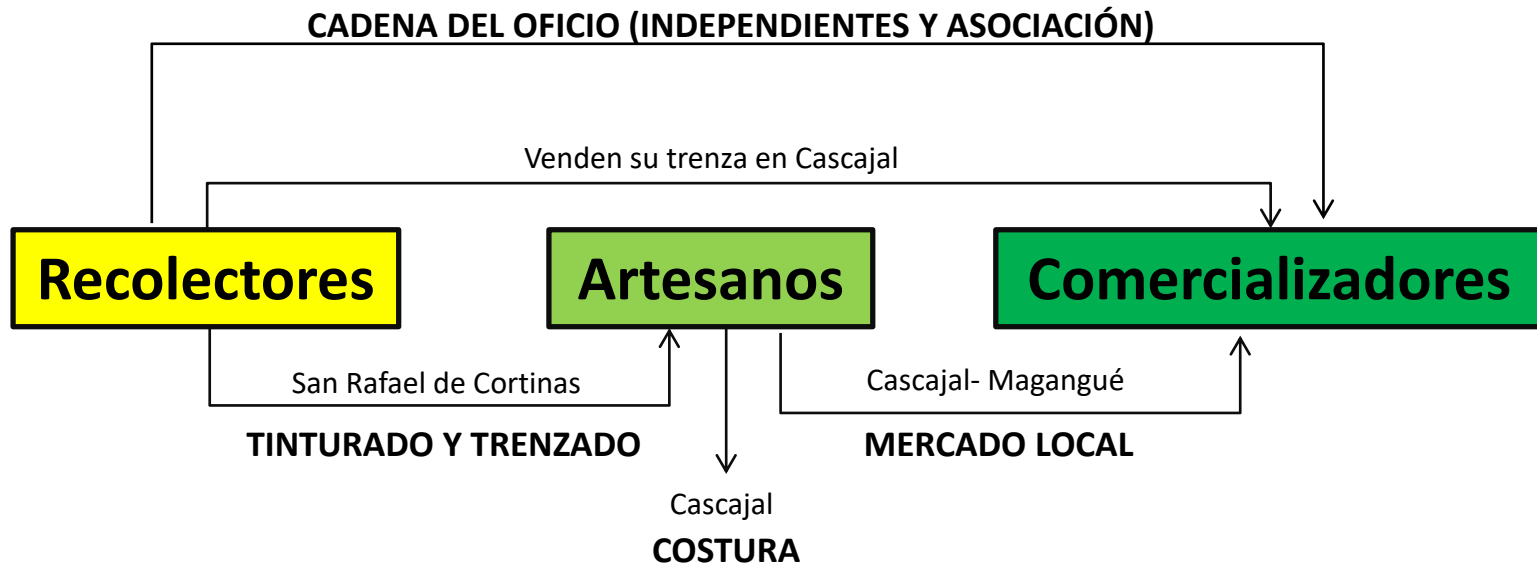 CADENA DEL OFICIO (INDEPENDIENTES Y ASOCIACIÓN)
Venden su trenza en Cascajal
Recolectores
Artesanos
Comercializadores
San Rafael de Cortinas
Cascajal- Magangué
TINTURADO Y TRENZADO
MERCADO LOCAL
Cascajal
COSTURA